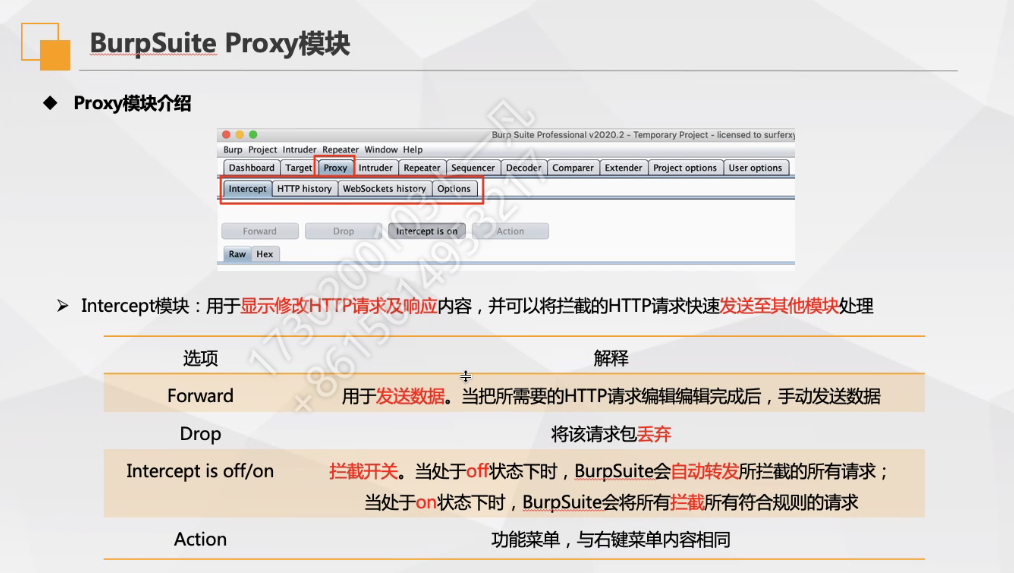 BurpSuite Proxy模块
◆ Proxy模块介绍
Burp Suite Professional v2020.2 - Temporary Project - licensed to surferxy
Burp Project Intruder Repeater Window Help
Dashboard Target Proxy Intruder Repeater Sequencer Decoder Comparer Extender Project options User options
Intercept HTTP history WebSockets history Options
Forward Drop Intercept is on Action
Raw Hex
➢ Intercept模块：用于显示修改HTTP请求及响应内容，并可以将拦截的HTTP请求快速发送至其他模块处理
选项 解释
Forward 用于发送数据。当把所需要的HTTP请求编辑编辑完成后，手动发送数据
Drop 将该请求包丢弃
Intercept is off/on 拦截开关。当处于off状态下时，BurpSuite会自动转发所拦截的所有请求；
当处于on状态下时，BurpSuite会将所有拦截所有符合规则的请求
Action 功能菜单，与右键菜单内容相同